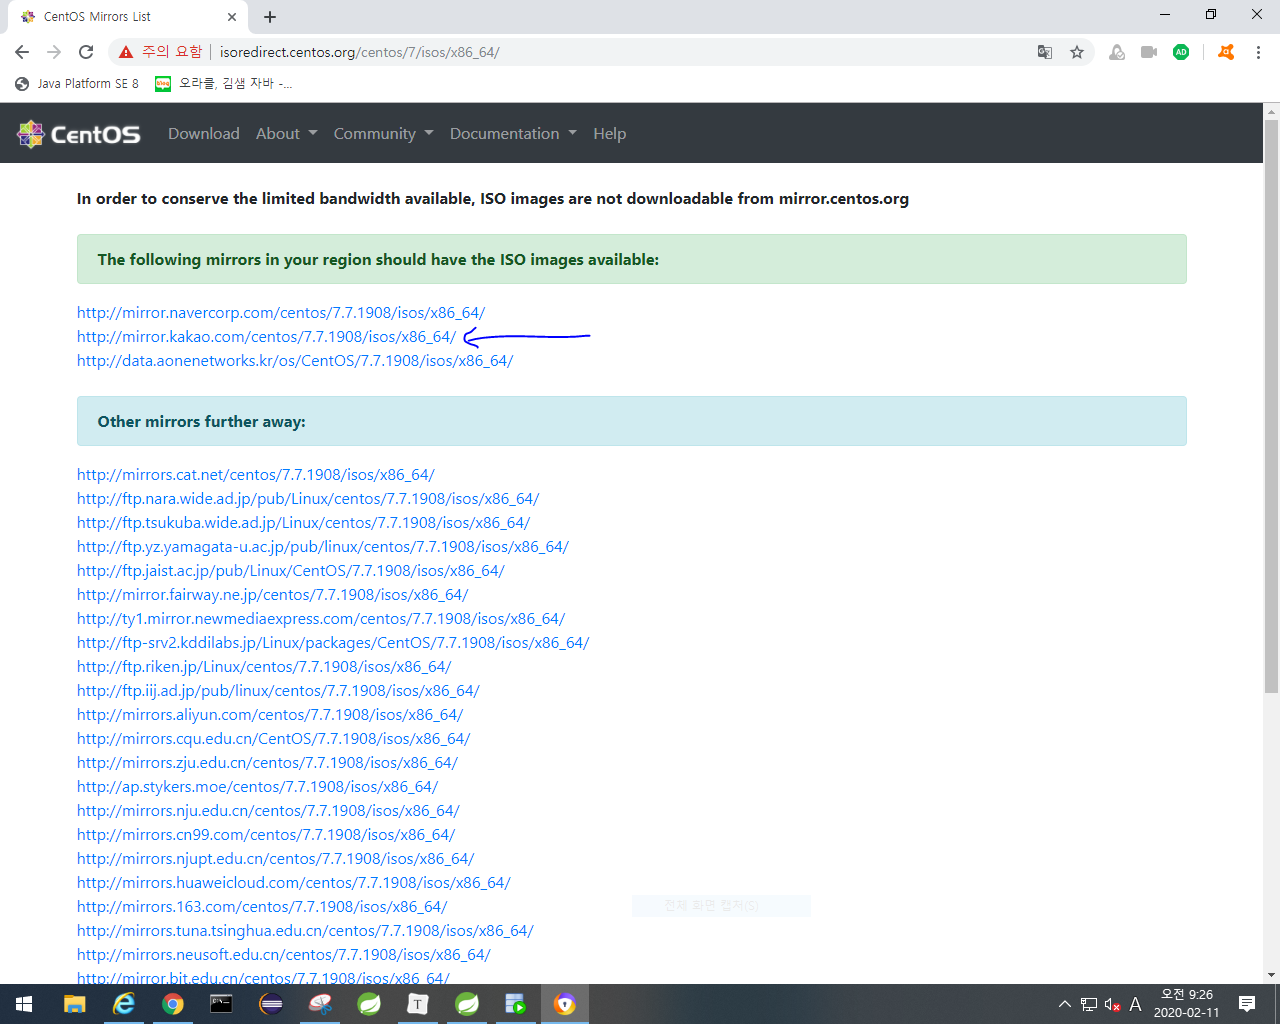 CentOS Mirrors List
주의 요함
isoredirect.centos.org/centos/7/isos/x86_64/
AD
Java Platform SE 8
blog
오라클, 김샘 자바 -...
CentOS
Download
About
Community
Documentation
Help
In order to conserve the limited bandwidth available, ISO images are not downloadable from mirror.centos.org
The following mirrors in your region should have the ISO images available:
http://mirror.navercorp.com/centos/7.7.1908/isos/x86_64/
http://mirror.kakao.com/centos/7.7.1908/isos/x86_64/
http://data.aonenetworks.kr/os/CentOS/7.7.1908/isos/x86_64/
Other mirrors further away:
http://mirrors.cat.net/centos/7.7.1908/isos/x86_64/
http://ftp.nara.wide.ad.jp/pub/Linux/centos/7.7.1908/isos/x86_64/
http://ftp.tsukuba.wide.ad.jp/Linux/centos/7.7.1908/isos/x86_64/
http://ftp.yz.yamagata-u.ac.jp/pub/linux/centos/7.7.1908/isos/x86_64/
http://ftp.jaist.ac.jp/pub/Linux/CentOS/7.7.1908/isos/x86_64/
http://mirror.fairway.ne.jp/centos/7.7.1908/isos/x86_64/
http://ty1.mirror.newmediaexpress.com/centos/7.7.1908/isos/x86_64/
http://ftp-srv2.kddilabs.jp/Linux/packages/CentOS/7.7.1908/isos/x86_64/
http://ftp.riken.jp/Linux/centos/7.7.1908/isos/x86_64/
http://ftp.iij.ad.jp/pub/linux/centos/7.7.1908/isos/x86_64/
http://mirrors.aliyun.com/centos/7.7.1908/isos/x86_64/
http://mirrors.cqu.edu.cn/CentOS/7.7.1908/isos/x86_64/
http://mirrors.zju.edu.cn/centos/7.7.1908/isos/x86_64/
http://ap.stykers.moe/centos/7.7.1908/isos/x86_64/
http://mirrors.nju.edu.cn/centos/7.7.1908/isos/x86_64/
http://mirrors.cn99.com/centos/7.7.1908/isos/x86_64/
http://mirrors.njupt.edu.cn/centos/7.7.1908/isos/x86_64/
http://mirrors.huaweicloud.com/centos/7.7.1908/isos/x86_64/
http://mirrors.163.com/centos/7.7.1908/isos/x86_64/
전체 화면 캡처(S)
http://mirrors.tuna.tsinghua.edu.cn/centos/7.7.1908/isos/x86_64/
http://mirrors.neusoft.edu.cn/centos/7.7.1908/isos/x86_64/
http://mirror.bit.edu.cn/centos/7.7.1908/isos/x86_64/
T
A
오전 9:26
2020-02-11